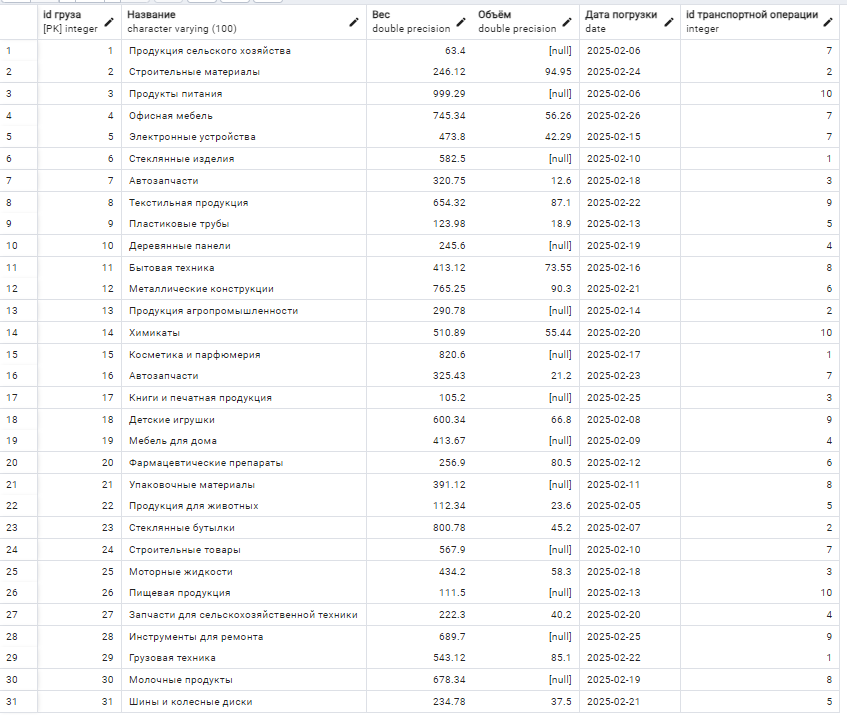 id груза Название Вес Объём Дата погрузки id транспортной операции
[PK] integer character varying (100) double precision double precision date integer
1 1 Продукция сельского хозяйства 63.4 [null] 2025-02-06 7
2 2 Строительные материалы 246.12 94.95 2025-02-24 2
3 3 Продукты питания 999.29 [null] 2025-02-06 10
4 4 Офисная мебель 745.34 56.26 2025-02-26 7
5 5 Электронные устройства 473.8 42.29 2025-02-15 7
6 6 Стеклянные изделия 582.5 [null] 2025-02-10 1
7 7 Автозапчасти 320.75 12.6 2025-02-18 3
8 8 Текстильная продукция 654.32 87.1 2025-02-22 9
9 9 Пластиковые трубы 123.98 18.9 2025-02-13 5
10 10 Деревянные панели 245.6 [null] 2025-02-19 4
11 11 Бытовая техника 413.12 73.55 2025-02-16 8
12 12 Металлические конструкции 765.25 90.3 2025-02-21 6
13 13 Продукция агропромышленности 290.78 [null] 2025-02-14 2
14 14 Химикаты 510.89 55.44 2025-02-20 10
15 15 Косметика и парфюмерия 820.6 [null] 2025-02-17 1
16 16 Автозапчасти 325.43 21.2 2025-02-23 7
17 17 Книги и печатная продукция 105.2 [null] 2025-02-25 3
18 18 Детские игрушки 600.34 66.8 2025-02-08 9
19 19 Мебель для дома 413.67 [null] 2025-02-09 4
20 20 Фармацевтические препараты 256.9 80.5 2025-02-12 6
21 21 Упаковочные материалы 391.12 [null] 2025-02-11 8
22 22 Продукция для животных 112.34 23.6 2025-02-05 5
23 23 Стеклянные бутылки 800.78 45.2 2025-02-07 2
24 24 Строительные товары 567.9 [null] 2025-02-10 7
25 25 Моторные жидкости 434.2 58.3 2025-02-18 3
26 26 Пищевая продукция 111.5 [null] 2025-02-13 10
27 27 Запчасти для сельскохозяйственной техники 222.3 40.2 2025-02-20 4
28 28 Инструменты для ремонта 689.7 [null] 2025-02-25 9
29 29 Грузовая техника 543.12 85.1 2025-02-22 1
30 30 Молочные продукты 678.34 [null] 2025-02-19 8
31 31 Шины и колесные диски 234.78 37.5 2025-02-21 5